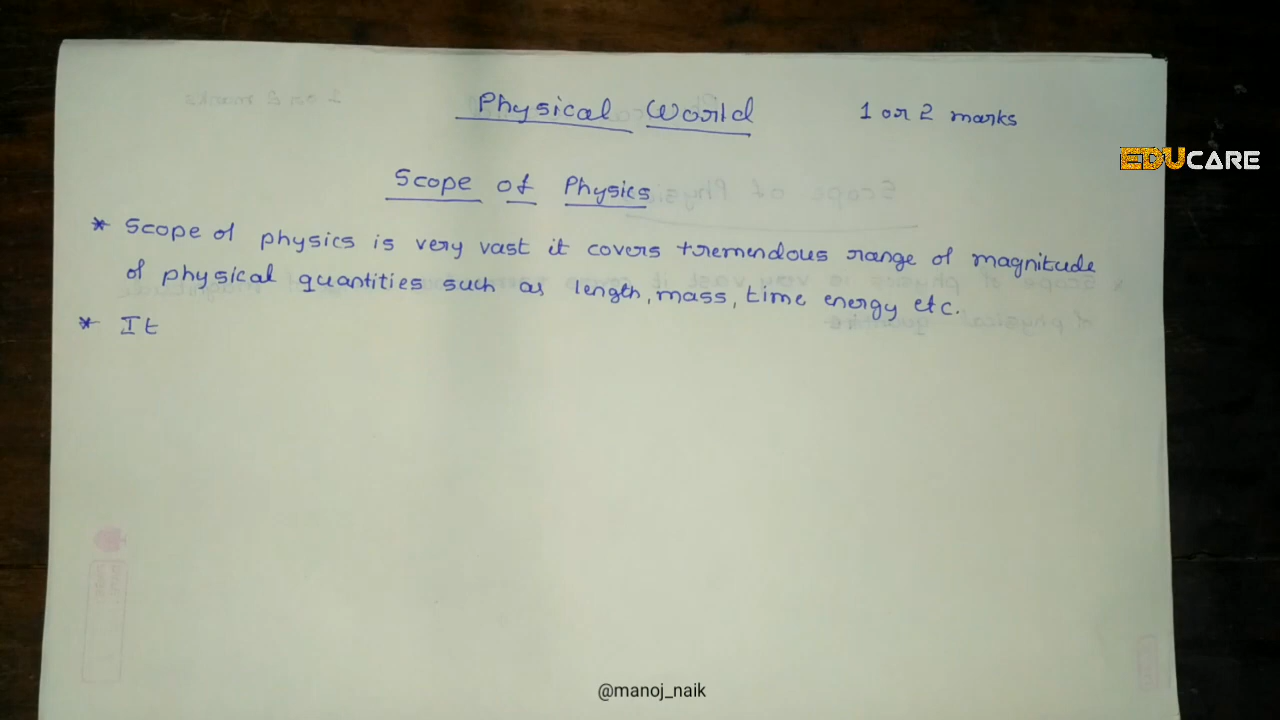 Physical World
1 or 2 marks
EDUCARE
Scope of Physics
* Scope of physics is very vast it covers tremendous range of magnitude
of physical quantities such as length, mass, time energy etc.
* It
@manoj_naik